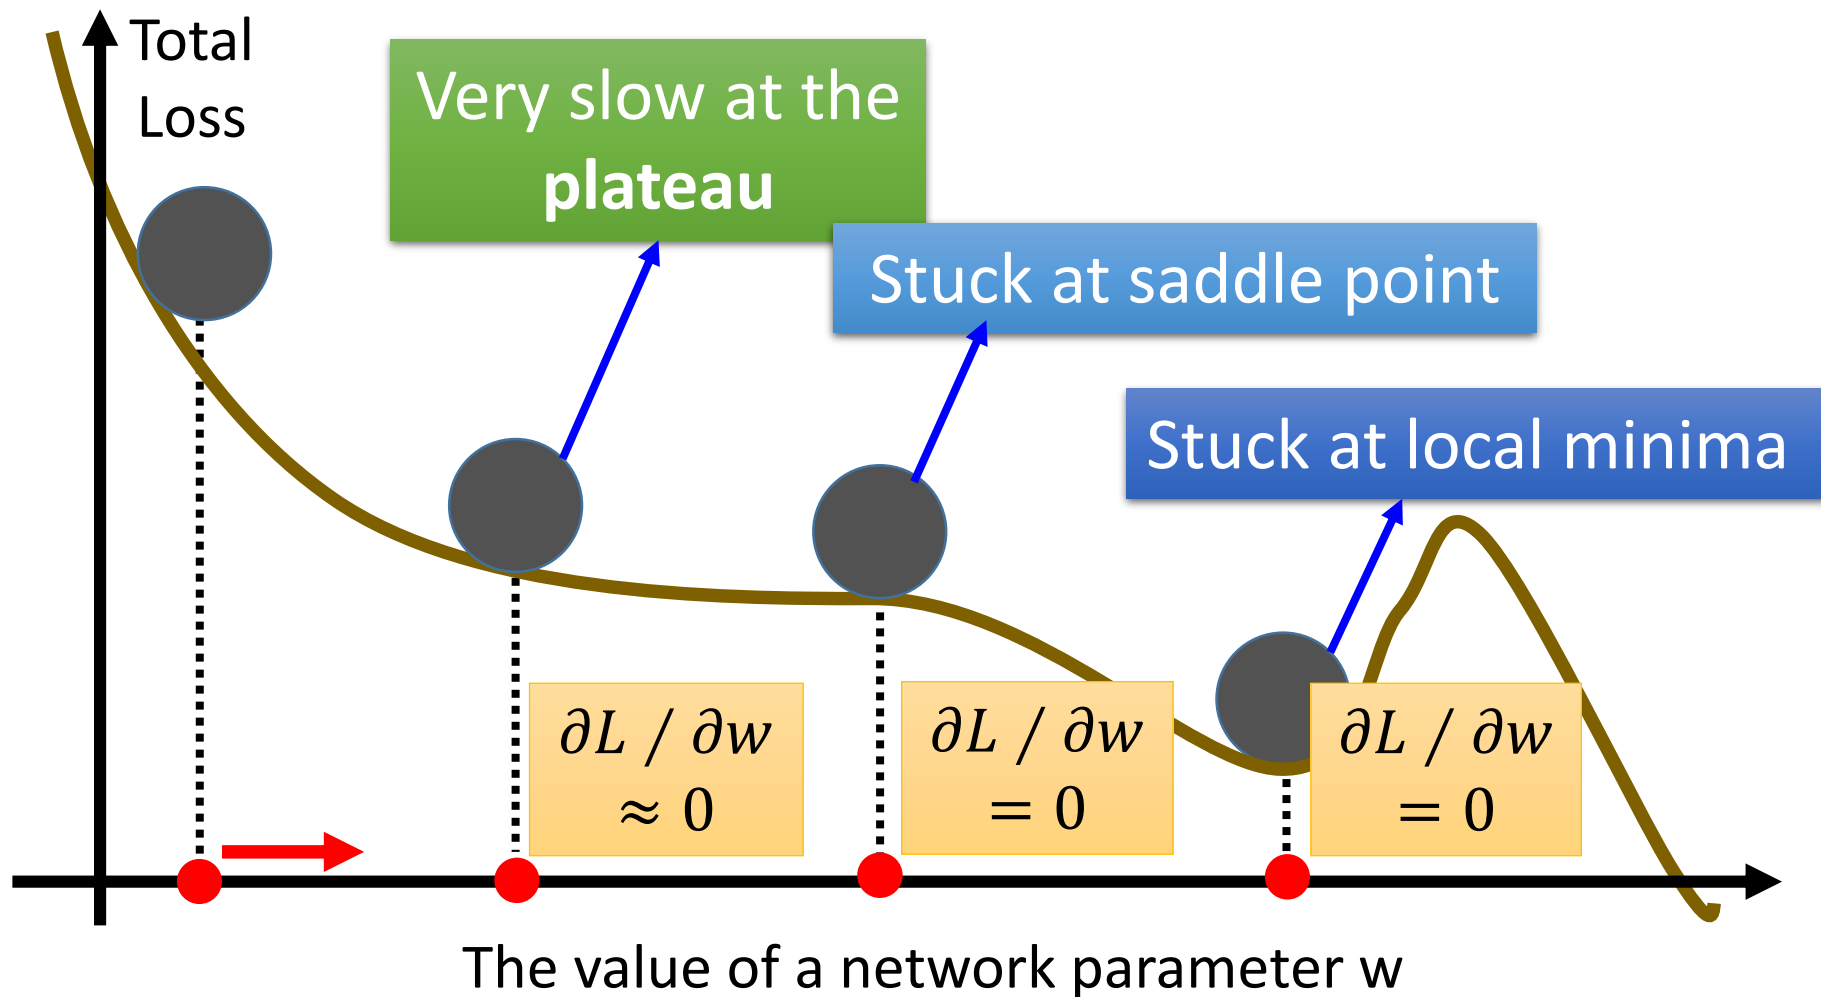 Total
Loss
Very slow at the
plateau
Stuck at saddle point
Stuck at local minima
∂L / ∂w
≈ 0
∂L / ∂w
= 0
∂L / ∂w
= 0
The value of a network parameter w